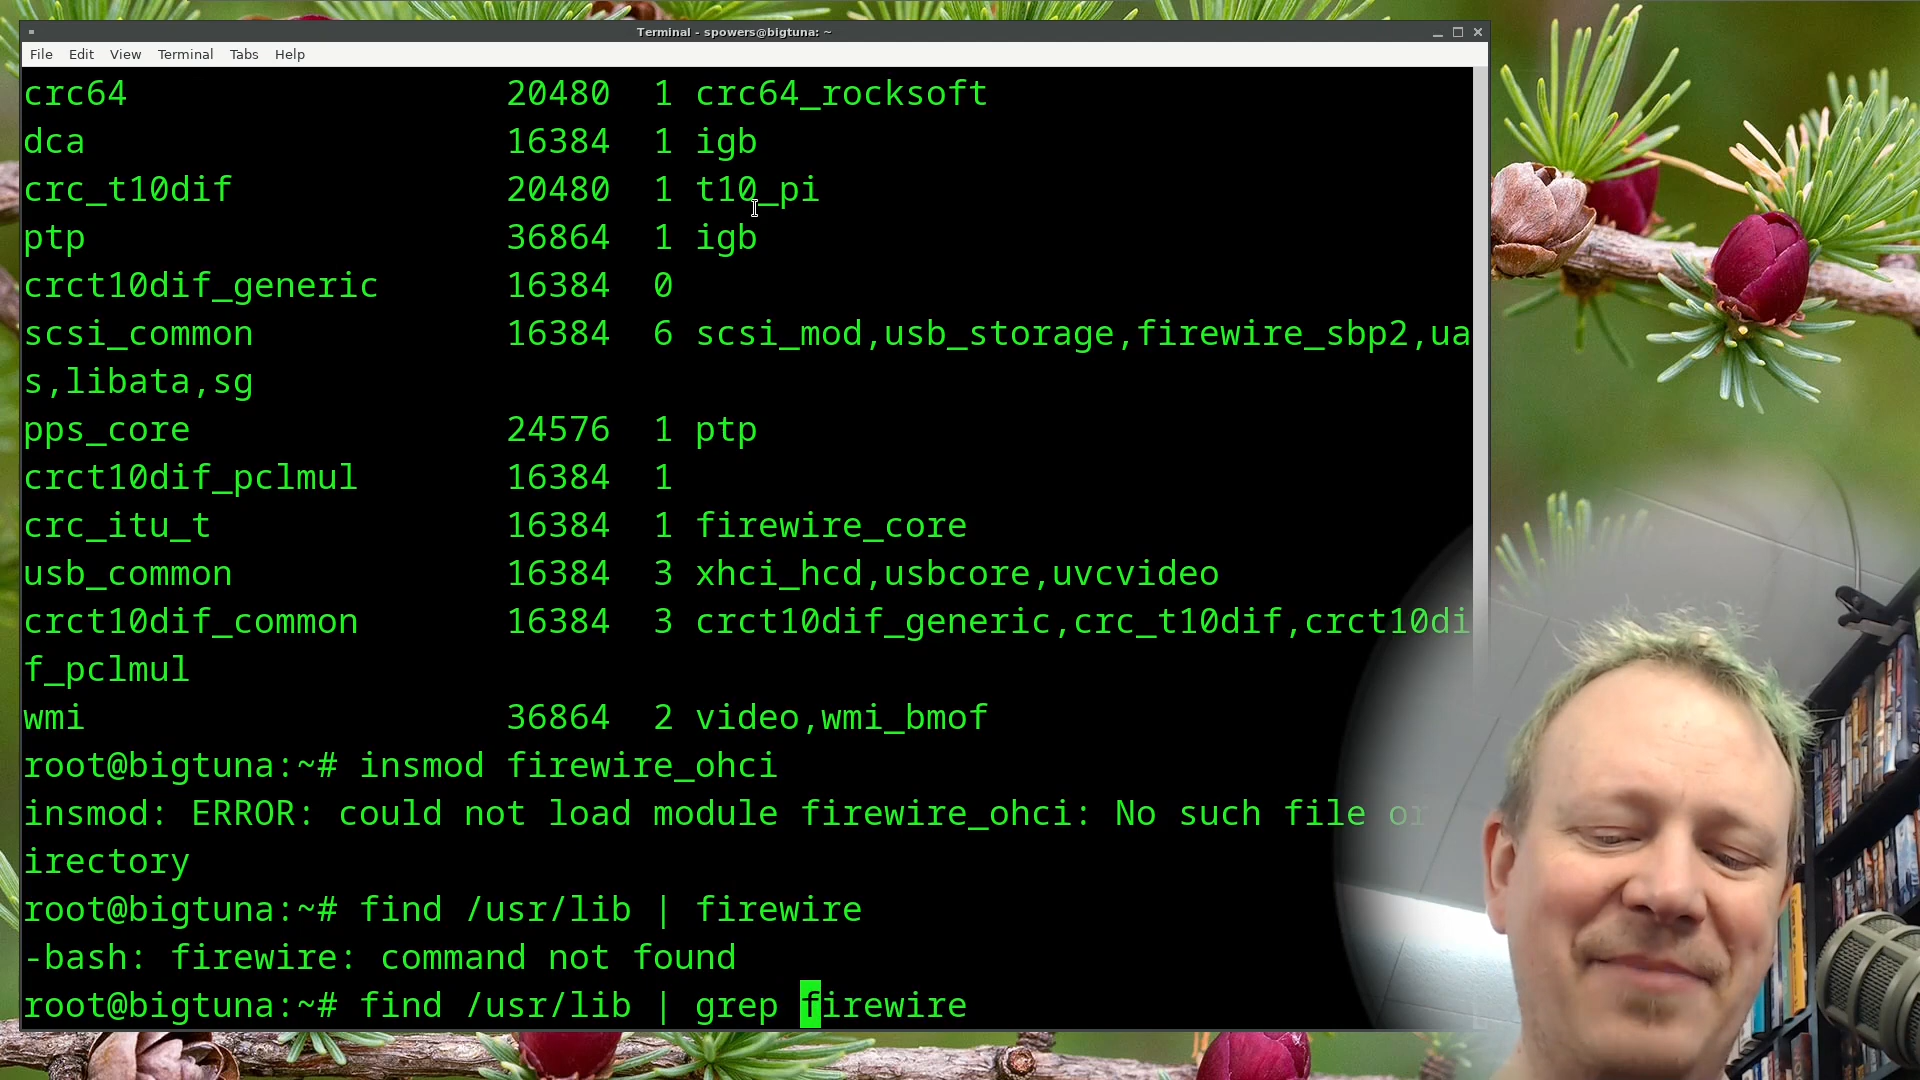 Terminal - spowers@bigtuna: ~
File Edit View Terminal Tabs Help
crc64 20480 1 crc64_rocksoft
dca 16384 1 igb
crc_t10dif 20480 1 t10_pi
ptp 36864 1 igb
crct10dif_generic 16384 0
scsi_common 16384 6 scsi_mod,usb_storage,firewire_sbp2,ua
s,libata,sg
pps_core 24576 1 ptp
crct10dif_pclmul 16384 1
crc_itu_t 16384 1 firewire_core
usb_common 16384 3 xhci_hcd,usbcore,uvcvideo
crct10dif_common 16384 3 crct10dif_generic,crc_t10dif,crct10di
f_pclmul
wmi 36864 2 video,wmi_bmof
root@bigtuna:~# insmod firewire_ohci
insmod: ERROR: could not load module firewire_ohci: No such file or
irectory
root@bigtuna:~# find /usr/lib | firewire
-bash: firewire: command not found
root@bigtuna:~# find /usr/lib | grep firewire